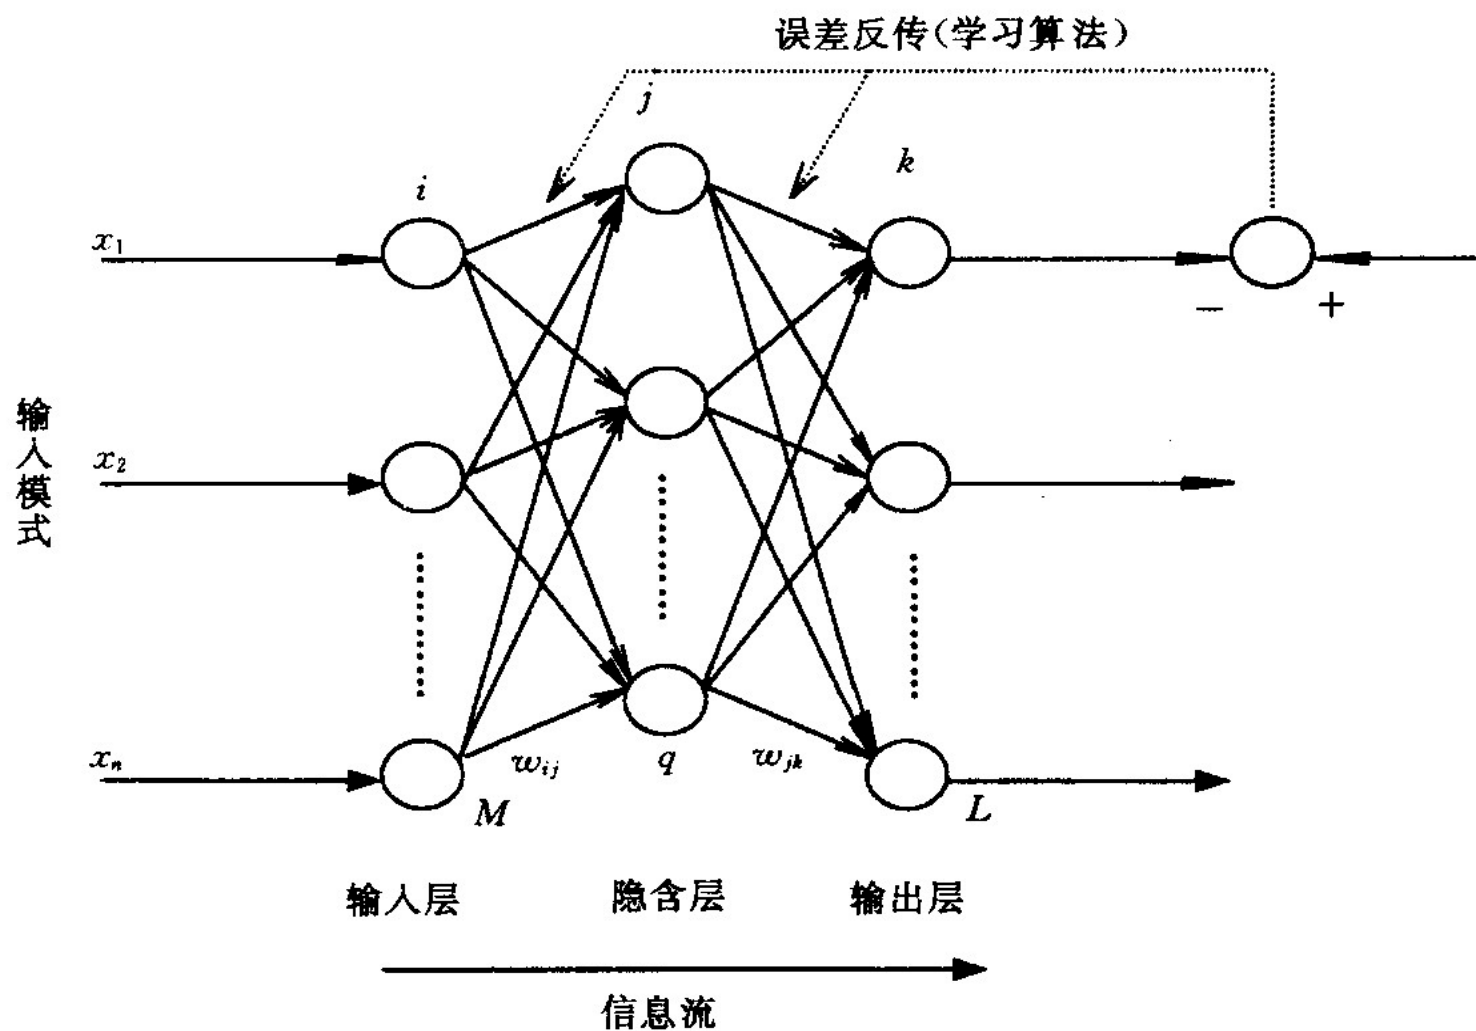 误差反传(学习算法)
j
k
i
x₁
− +
输入模式
x₂
xₙ
wᵢⱼ
q
wⱼₖ
M
L
输入层 隐含层 输出层
信息流